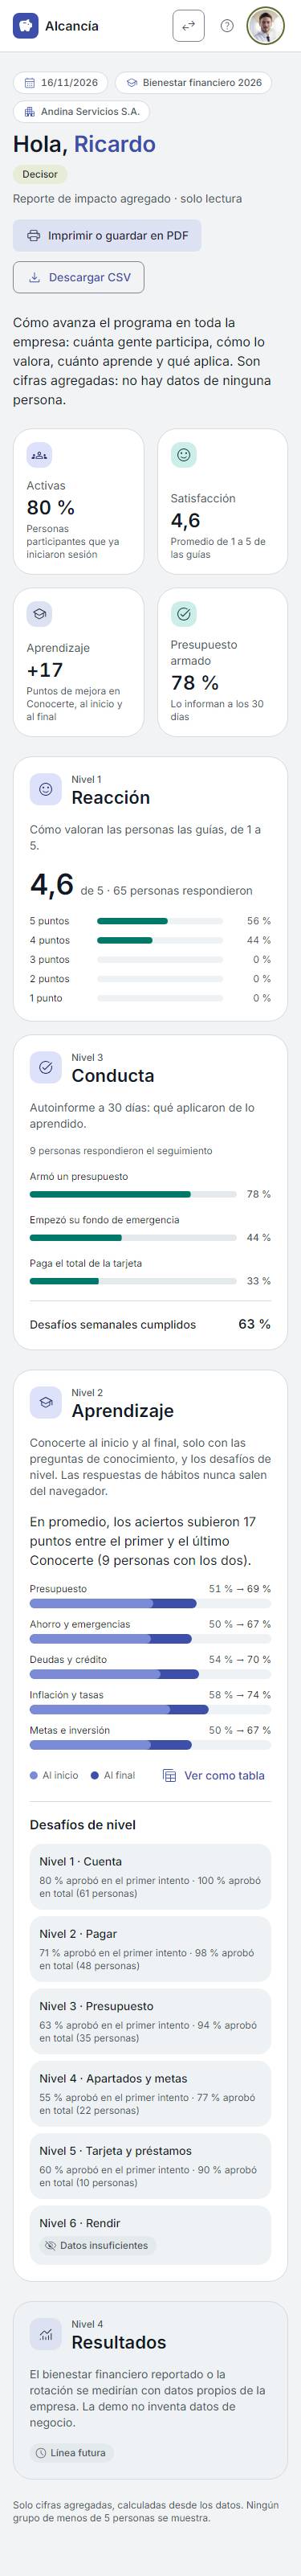 Alcancía
16/11/2026
Bienestar financiero 2026
Andina Servicios S.A.
Hola, Ricardo
Decisor
Reporte de impacto agregado · solo lectura
Imprimir o guardar en PDF
Descargar CSV
Cómo avanza el programa en toda la
empresa: cuánta gente participa, cómo lo
valora, cuánto aprende y qué aplica. Son
cifras agregadas: no hay datos de ninguna
persona.
Activas
80 %
Personas
participantes que ya
iniciaron sesión
Satisfacción
4,6
Promedio de 1 a 5 de
las guías
Aprendizaje
+17
Puntos de mejora en
Conocerte, al inicio y
al final
Presupuesto
armado
78 %
Lo informan a los 30
días
Nivel 1
Reacción
Cómo valoran las personas las guías, de 1 a
5.
4,6 de 5 · 65 personas respondieron
5 puntos 56 %
4 puntos 44 %
3 puntos 0 %
2 puntos 0 %
1 punto 0 %
Nivel 3
Conducta
Autoinforme a 30 días: qué aplicaron de lo
aprendido.
9 personas respondieron el seguimiento
Armó un presupuesto
78 %
Empezó su fondo de emergencia
44 %
Paga el total de la tarjeta
33 %
Desafíos semanales cumplidos 63 %
Nivel 2
Aprendizaje
Conocerte al inicio y al final, solo con las
preguntas de conocimiento, y los desafíos de
nivel. Las respuestas de hábitos nunca salen
del navegador.
En promedio, los aciertos subieron 17
puntos entre el primer y el último
Conocerte (9 personas con los dos).
Presupuesto 51 % → 69 %
Ahorro y emergencias 50 % → 67 %
Deudas y crédito 54 % → 70 %
Inflación y tasas 58 % → 74 %
Metas e inversión 50 % → 67 %
Al inicio Al final Ver como tabla
Desafíos de nivel
Nivel 1 · Cuenta
80 % aprobó en el primer intento · 100 % aprobó
en total (61 personas)
Nivel 2 · Pagar
71 % aprobó en el primer intento · 98 % aprobó
en total (48 personas)
Nivel 3 · Presupuesto
63 % aprobó en el primer intento · 94 % aprobó
en total (35 personas)
Nivel 4 · Apartados y metas
55 % aprobó en el primer intento · 77 % aprobó
en total (22 personas)
Nivel 5 · Tarjeta y préstamos
60 % aprobó en el primer intento · 90 % aprobó
en total (10 personas)
Nivel 6 · Rendir
Datos insuficientes
Nivel 4
Resultados
El bienestar financiero reportado o la
rotación se medirían con datos propios de la
empresa. La demo no inventa datos de
negocio.
Línea futura
Solo cifras agregadas, calculadas desde los datos. Ningún
grupo de menos de 5 personas se muestra.